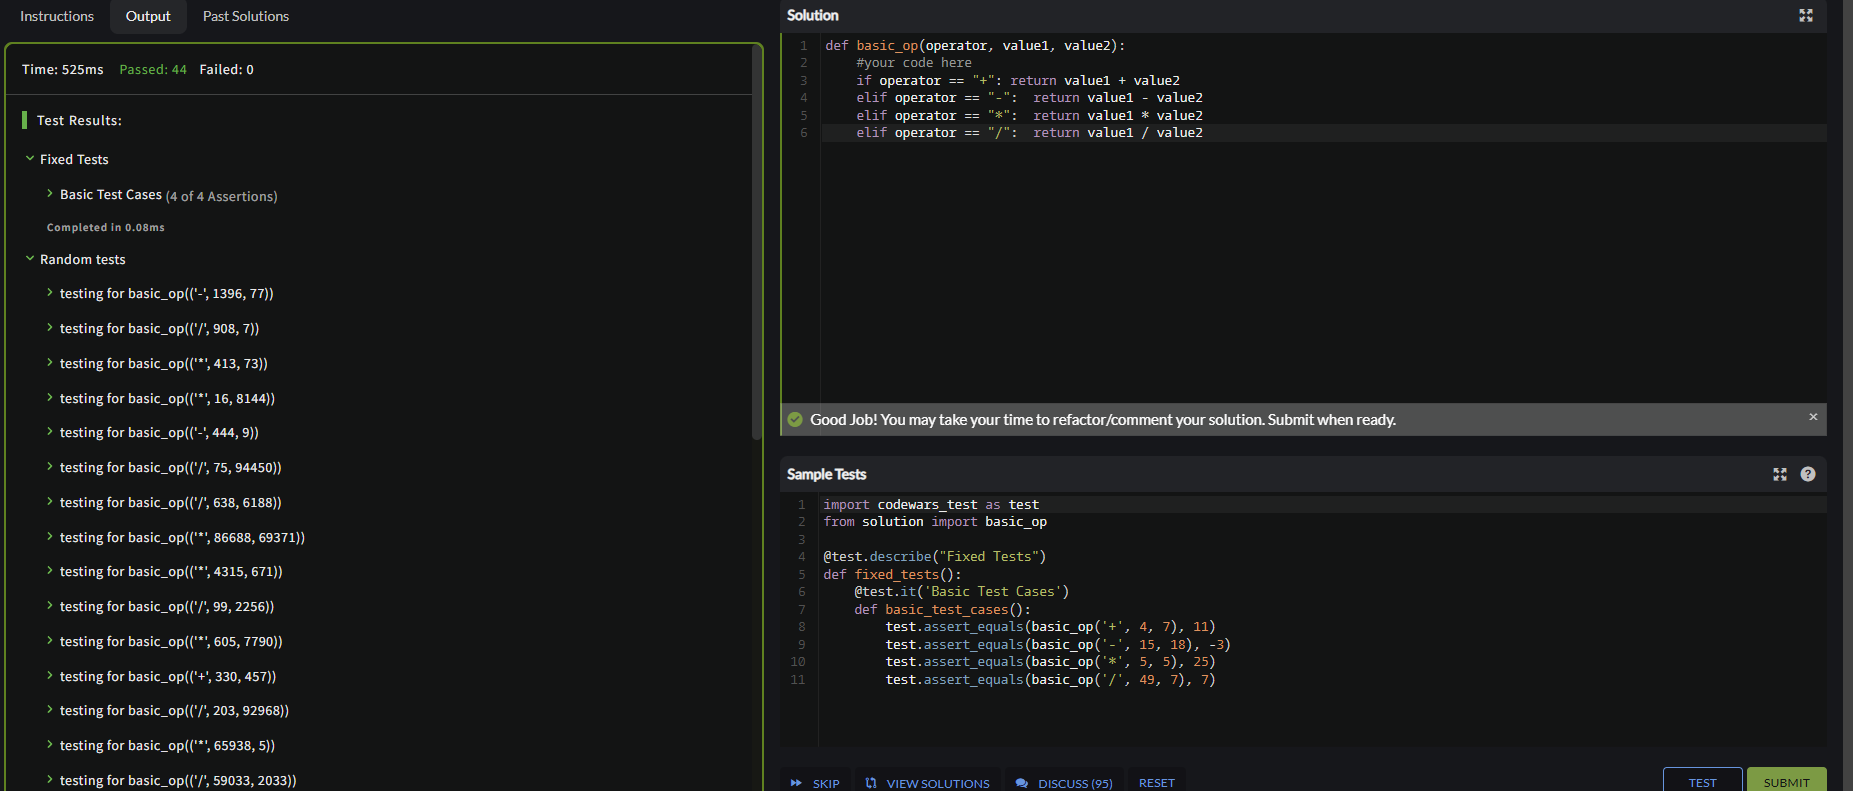 Instructions
Output
Past Solutions
Time: 525ms Passed: 44 Failed: 0
Test Results:
Fixed Tests
Basic Test Cases (4 of 4 Assertions)
Completed in 0.08ms
Random tests
testing for basic_op(('-', 1396, 77))
testing for basic_op(('/', 908, 7))
testing for basic_op(('*', 413, 73))
testing for basic_op(('*', 16, 8144))
testing for basic_op(('-', 444, 9))
testing for basic_op(('/', 75, 94450))
testing for basic_op(('/', 638, 6188))
testing for basic_op(('*', 86688, 69371))
testing for basic_op(('*', 4315, 671))
testing for basic_op(('/', 99, 2256))
testing for basic_op(('*', 605, 7790))
testing for basic_op(('+', 330, 457))
testing for basic_op(('/', 203, 92968))
testing for basic_op(('*', 65938, 5))
testing for basic_op(('/', 59033, 2033))
Solution
1 def basic_op(operator, value1, value2):
2     #your code here
3     if operator == "+": return value1 + value2
4     elif operator == "-":  return value1 - value2
5     elif operator == "*":  return value1 * value2
6     elif operator == "/":  return value1 / value2
Good Job! You may take your time to refactor/comment your solution. Submit when ready.
×
Sample Tests
?
1 import codewars_test as test
2 from solution import basic_op
3
4 @test.describe("Fixed Tests")
5 def fixed_tests():
6     @test.it('Basic Test Cases')
7     def basic_test_cases():
8         test.assert_equals(basic_op('+', 4, 7), 11)
9         test.assert_equals(basic_op('-', 15, 18), -3)
10         test.assert_equals(basic_op('*', 5, 5), 25)
11         test.assert_equals(basic_op('/', 49, 7), 7)
SKIP
VIEW SOLUTIONS
DISCUSS (95)
RESET
TEST
SUBMIT